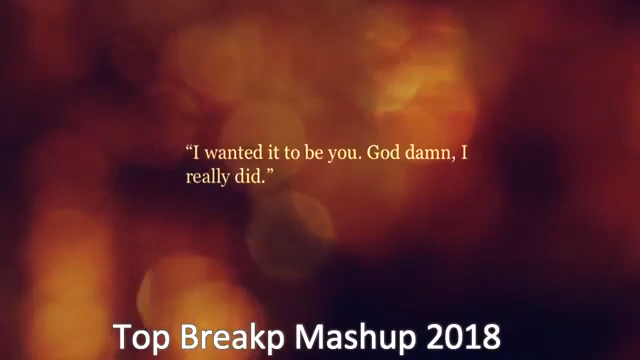 “I wanted it to be you. God damn, I
really did.”
Top Breakp Mashup 2018